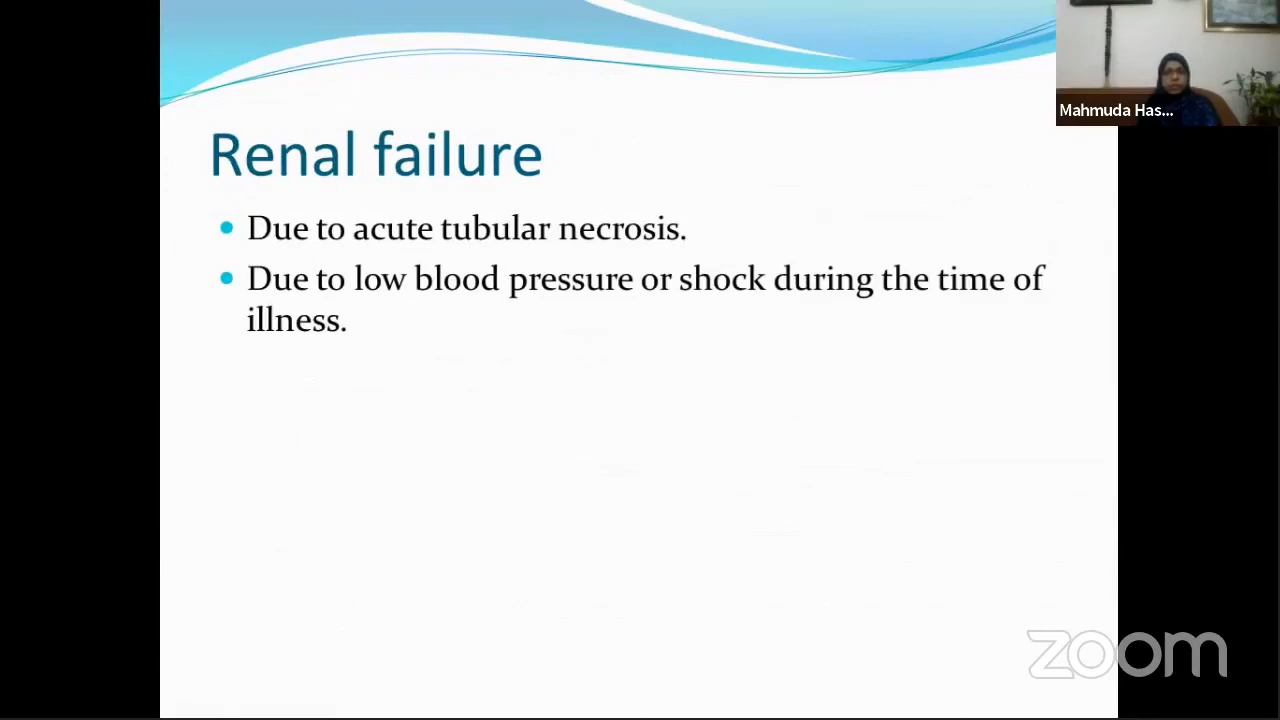 Mahmuda Has...
Renal failure
Due to acute tubular necrosis.
Due to low blood pressure or shock during the time of
illness.
zoom